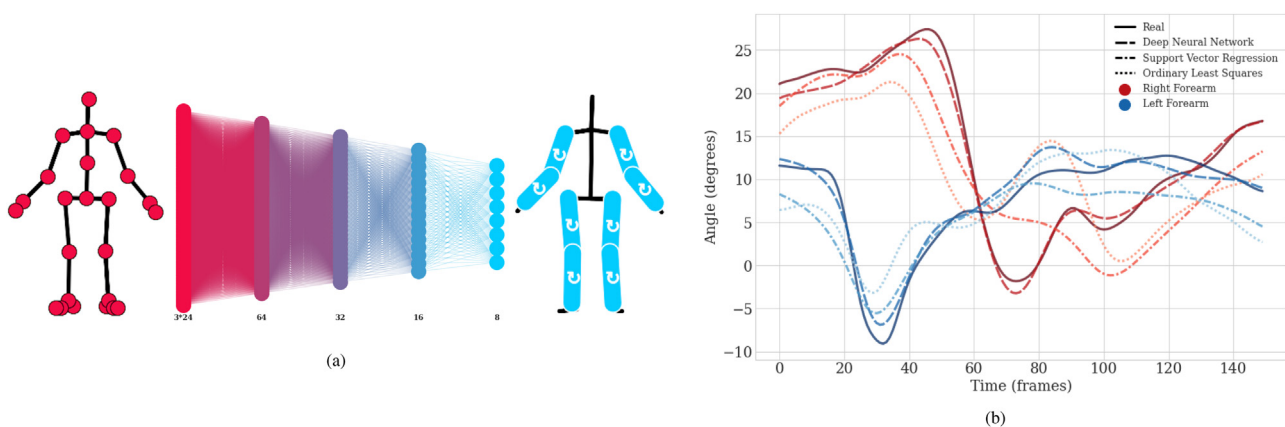 3*24
64
32
16
8
(a)
Angle (degrees)
25
20
15
10
5
0
−5
−10
0
20
40
60
80
100
120
140
Time (frames)
Real
Deep Neural Network
Support Vector Regression
Ordinary Least Squares
Right Forearm
Left Forearm
(b)